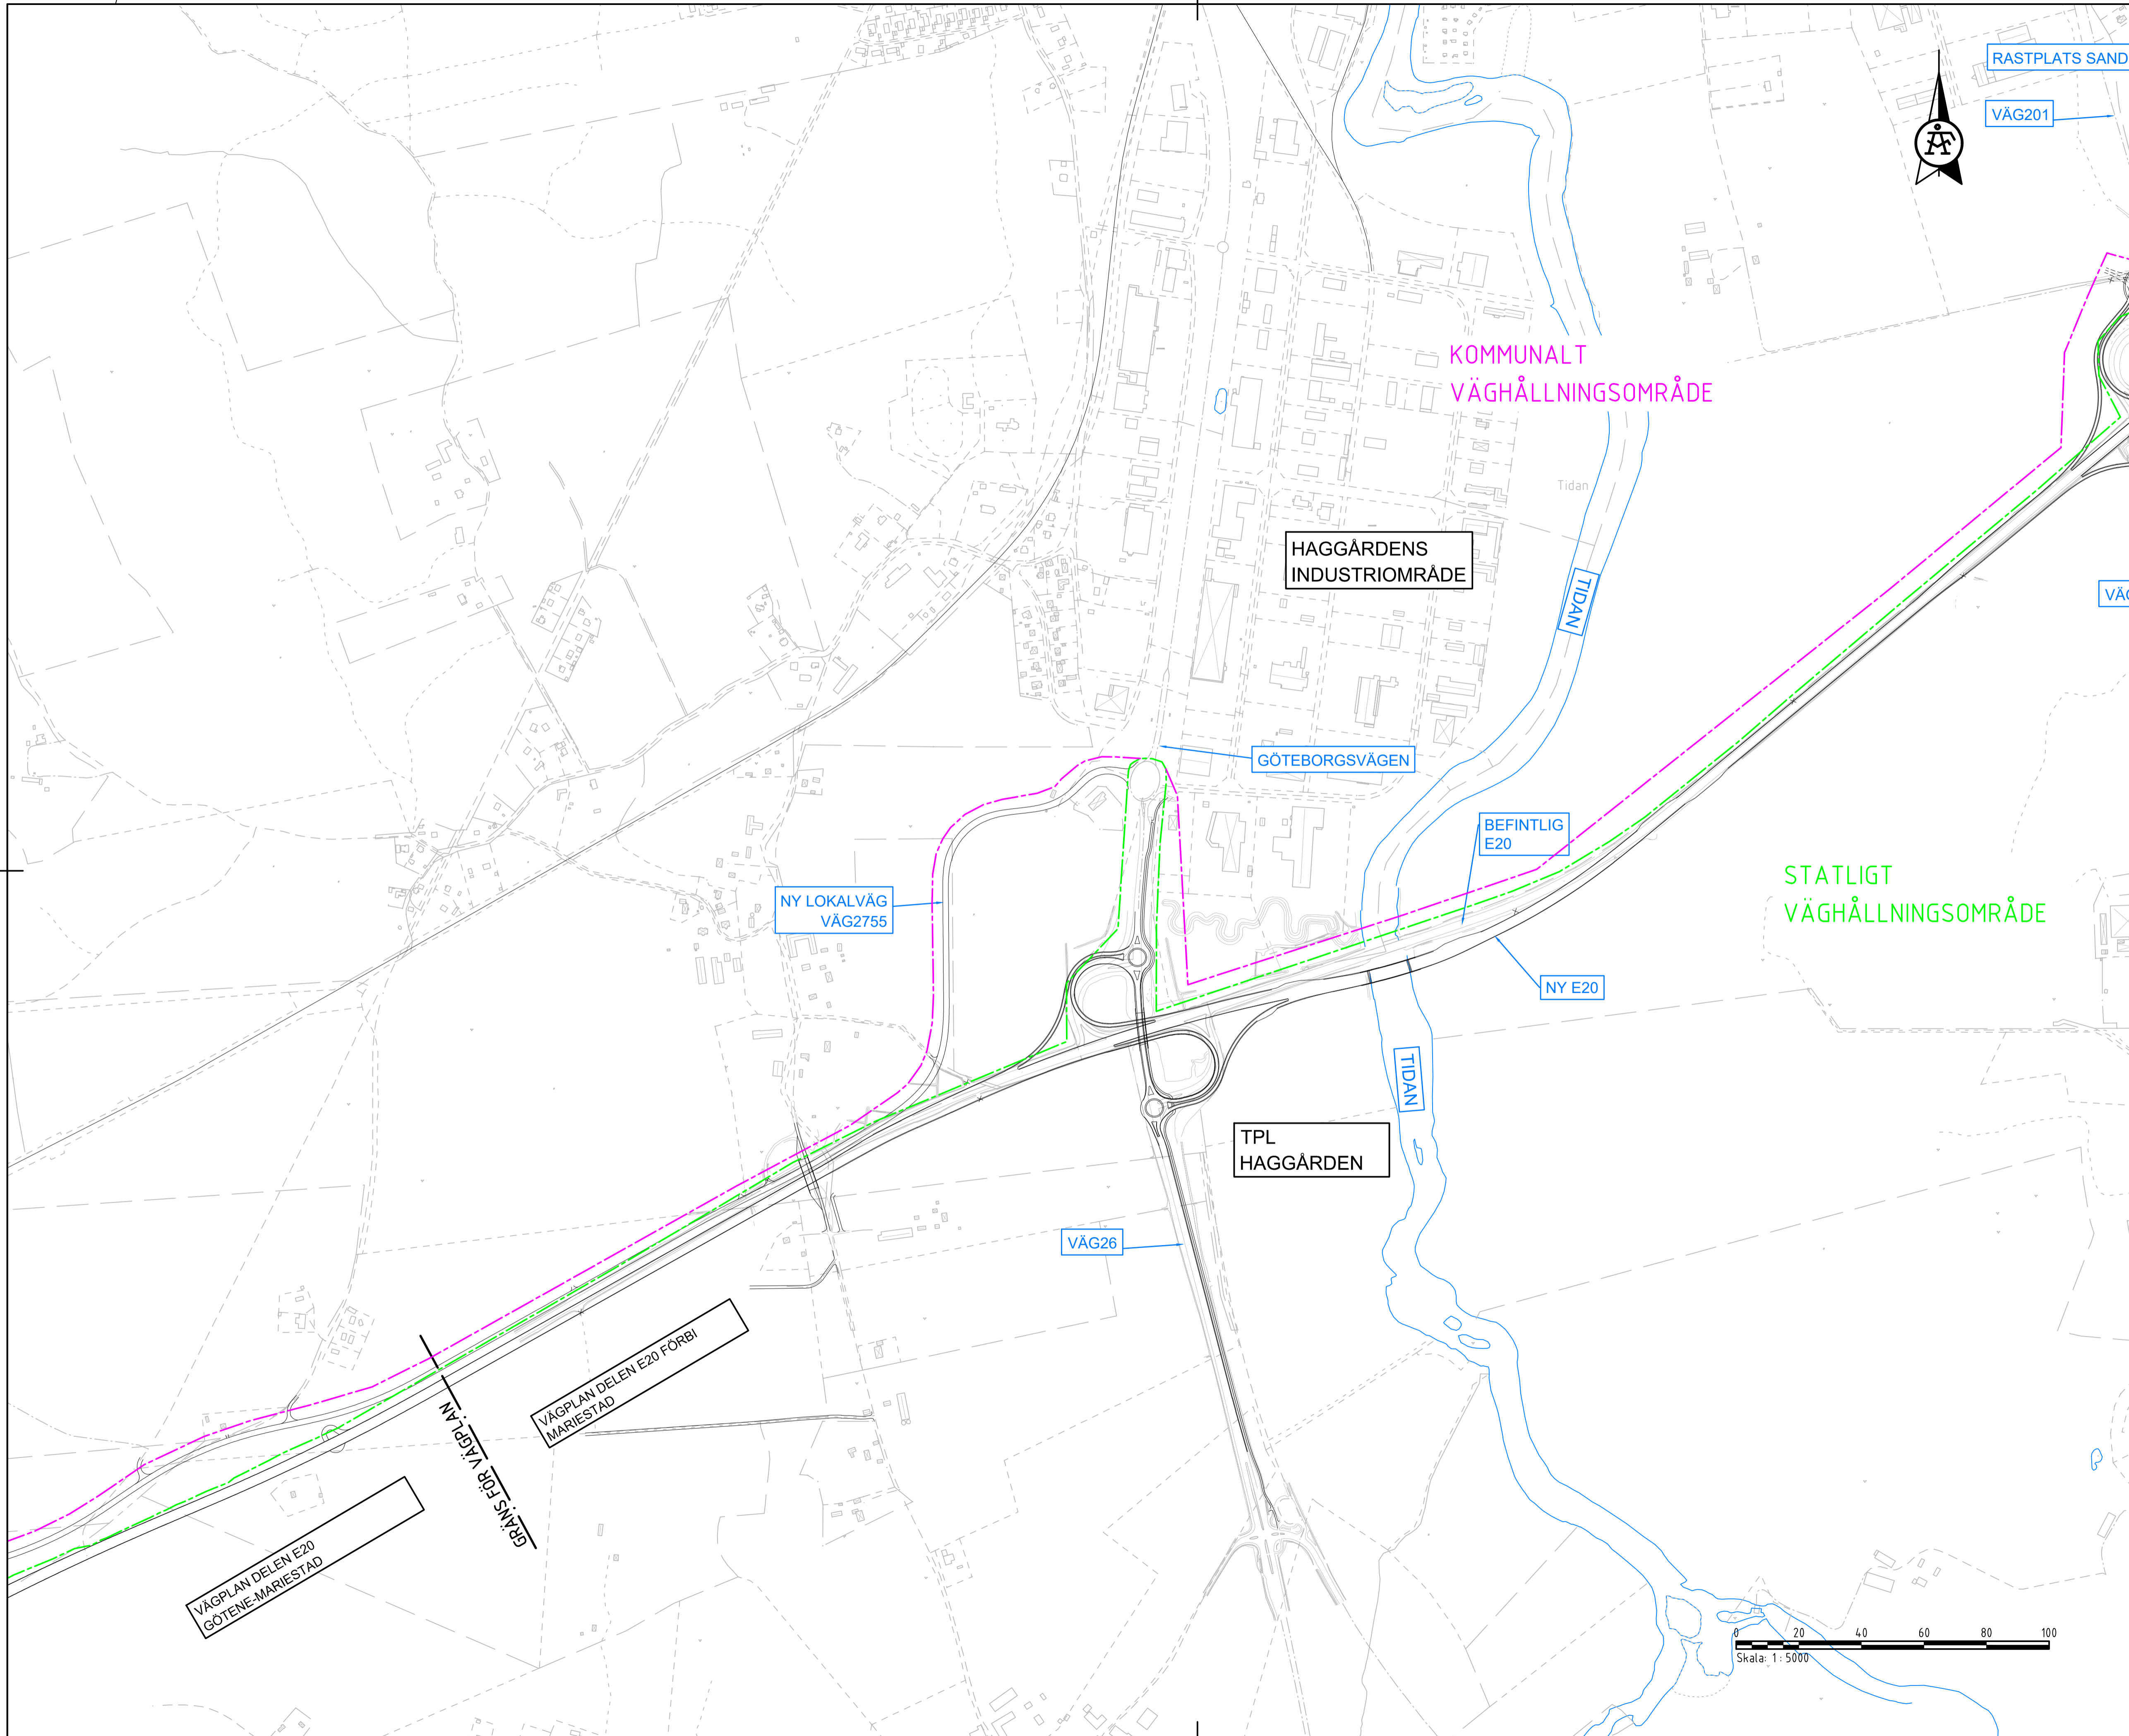 RASTPLATS SAND
VÄG201
KOMMUNALT
VÄGHÅLLNINGSOMRÅDE
Tidan
HAGGÅRDENS
INDUSTRIOMRÅDE
TIDAN
VÄG
GÖTEBORGSVÄGEN
BEFINTLIG
E20
STATLIGT
VÄGHÅLLNINGSOMRÅDE
NY LOKALVÄG
VÄG2755
NY E20
TIDAN
TPL
HAGGÅRDEN
VÄG26
VÄGPLAN DELEN E20 FÖRBI
MARIESTAD
GRÄNS FÖR VÄGPLAN
VÄGPLAN DELEN E20
GÖTENE-MARIESTAD
0 20 40 60 80 100
Skala: 1:5000